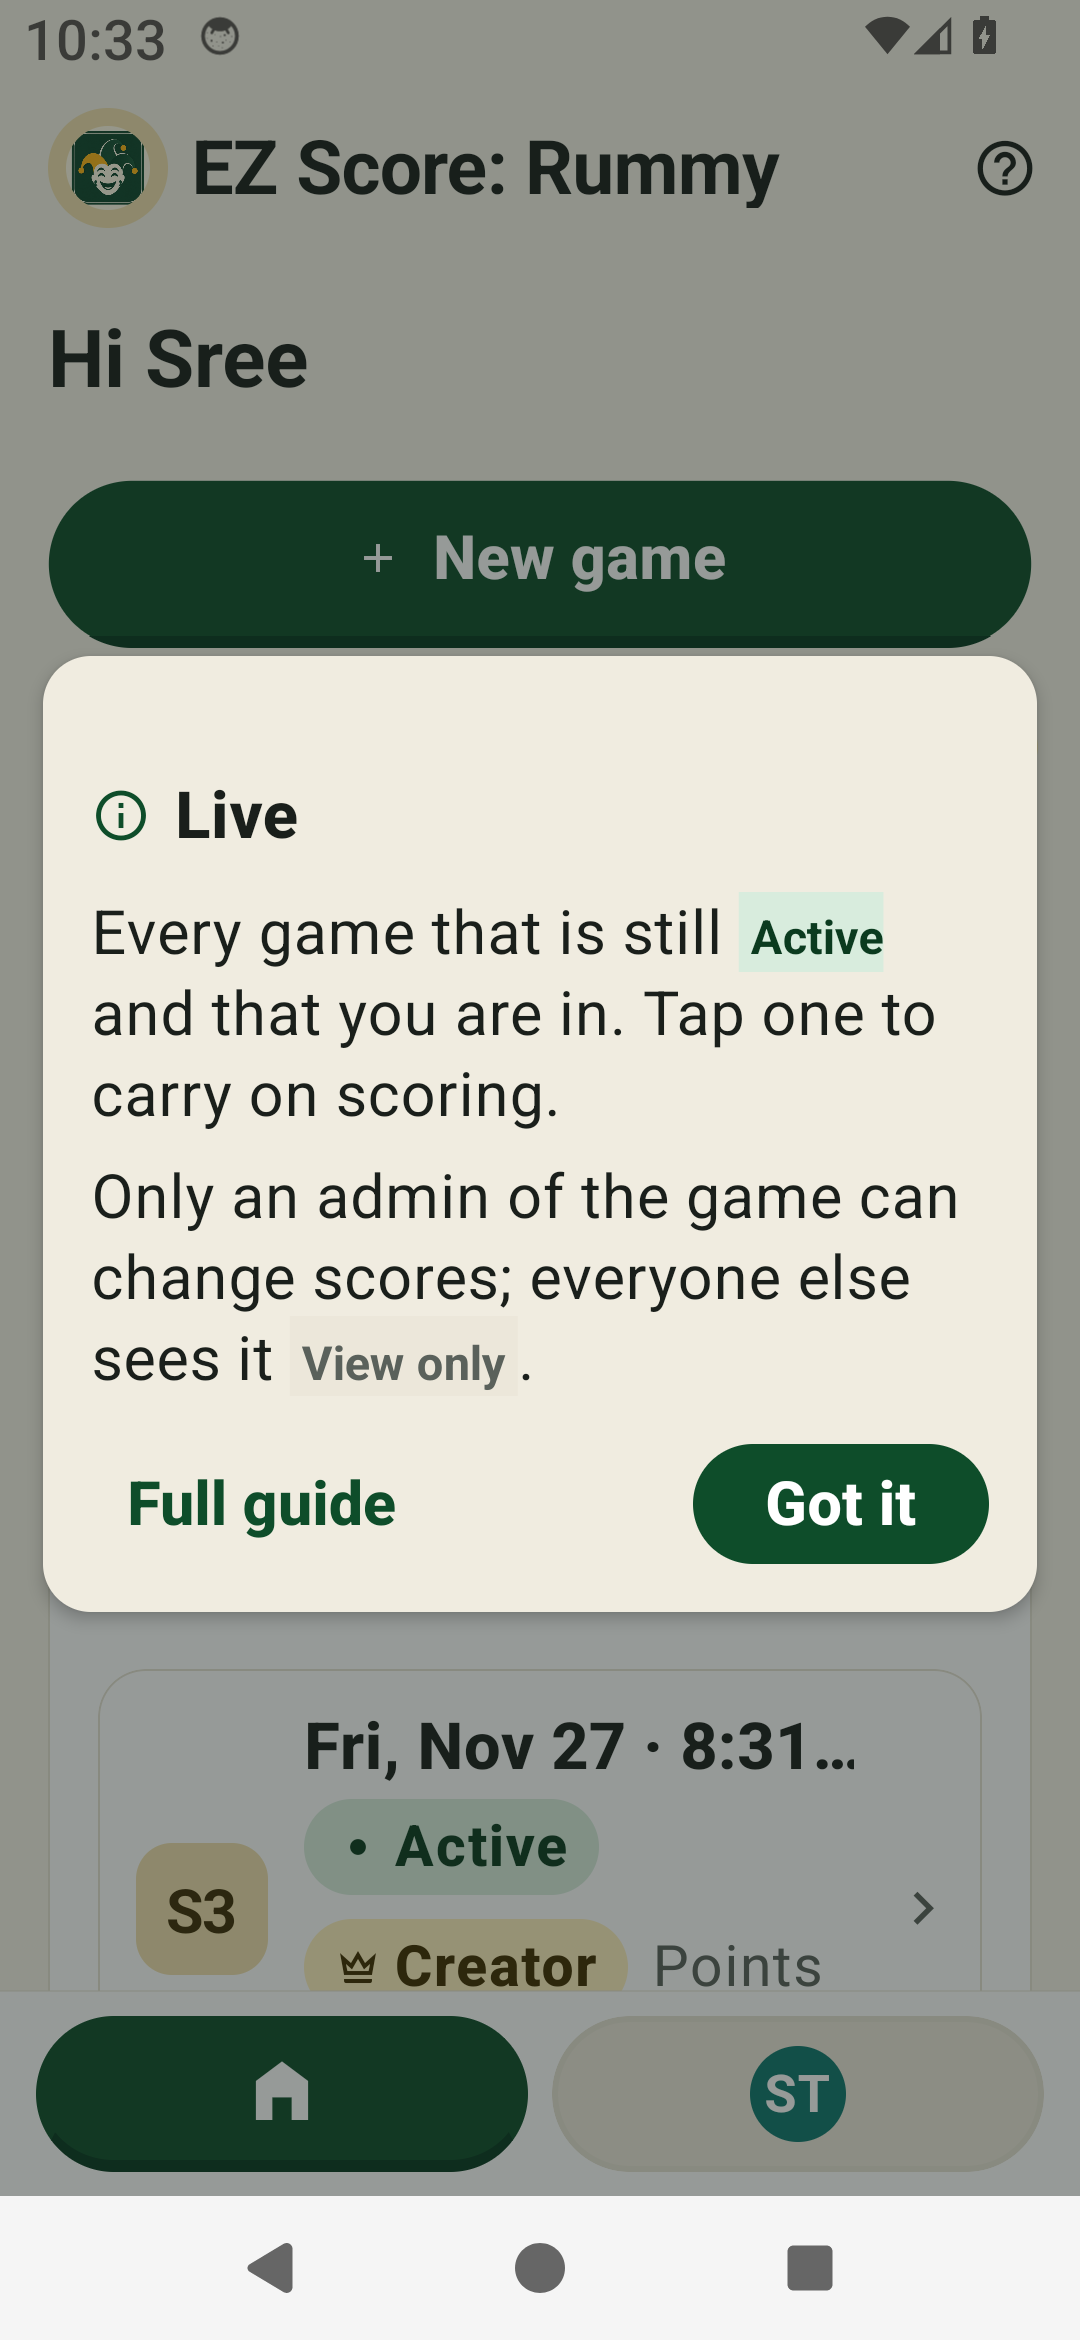 10:33
EZ Score: Rummy
Hi Sree
+ New game
Live
Every game that is still Active
and that you are in. Tap one to
carry on scoring.
Only an admin of the game can
change scores; everyone else
sees it View only.
Full guide
Got it
Fri, Nov 27 · 8:31…
• Active
S3
Creator Points
ST